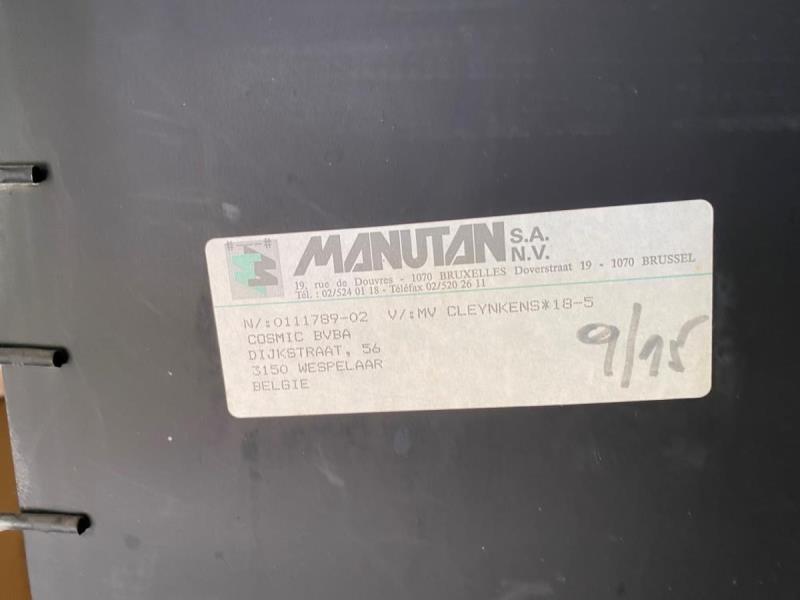 MANUTAN S.A. N.V.
19, rue de Douvres - 1070 BRUXELLES Doverstraat 19 - 1070 BRUSSEL
Tél. : 02/524 01 18 - Téléfax 02/520 26 11
N/:0111789-02 V/:MV CLEYNKENS*18-5
COSMIC BVBA
DIJKSTRAAT, 56
3150 WESPELAAR
BELGIE
9/15